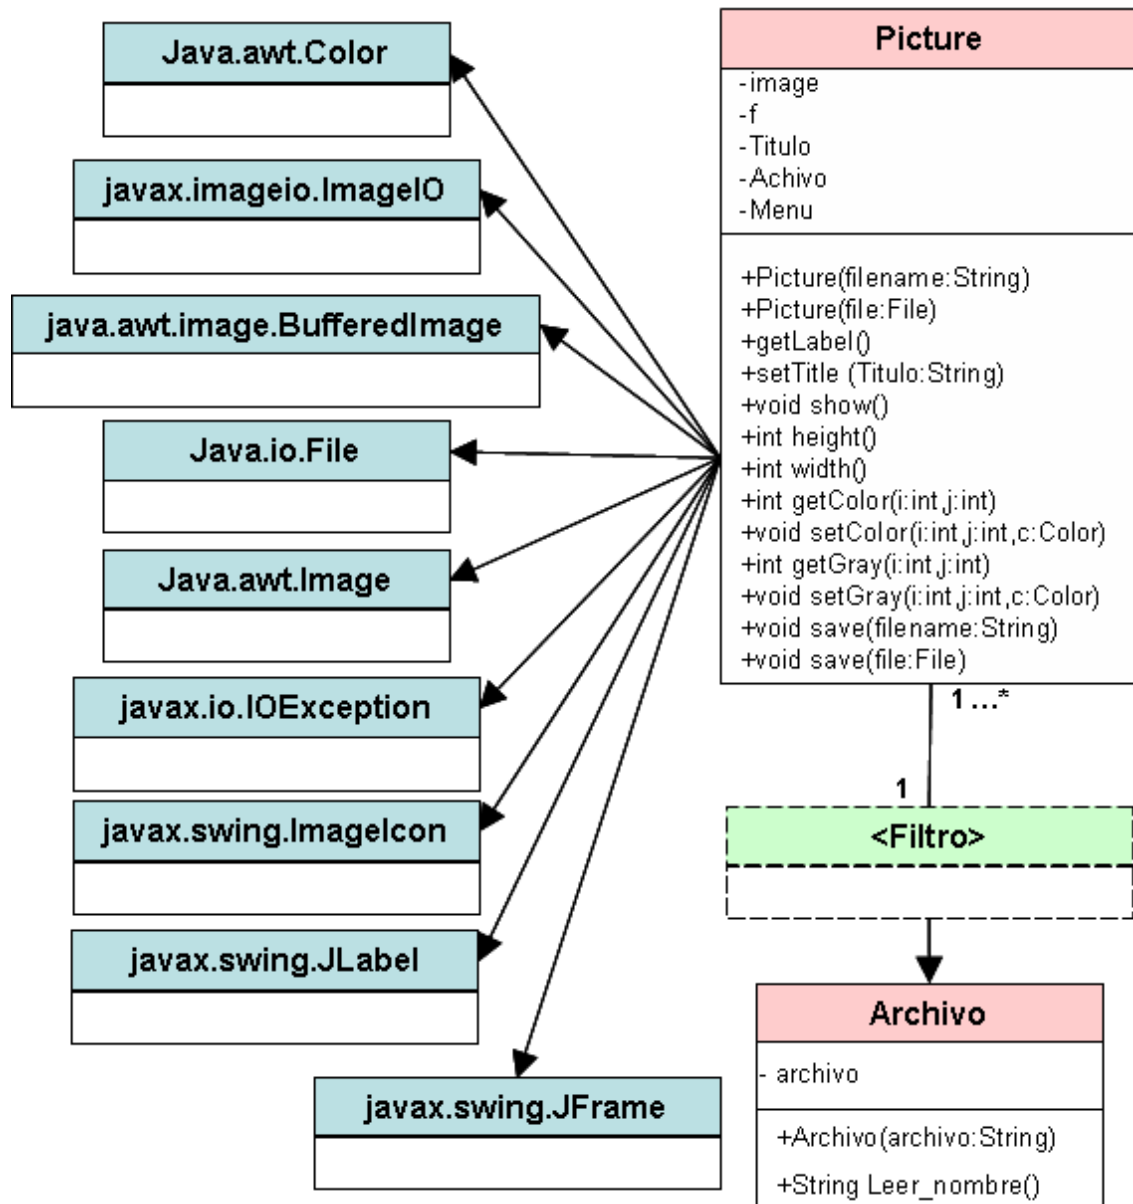 Java.awt.Color
javax.imageio.ImageIO
java.awt.image.BufferedImage
Java.io.File
Java.awt.Image
javax.io.IOException
javax.swing.ImageIcon
javax.swing.JLabel
javax.swing.JFrame
Picture
-image
-f
-Titulo
-Achivo
-Menu
+Picture(filename:String)
+Picture(file:File)
+getLabel()
+setTitle (Titulo:String)
+void show()
+int height()
+int width()
+int getColor(i:int,j:int)
+void setColor(i:int,j:int,c:Color)
+int getGray(i:int,j:int)
+void setGray(i:int,j:int,c:Color)
+void save(filename:String)
+void save(file:File)
1 ...*
1
<Filtro>
Archivo
- archivo
+Archivo(archivo:String)
+String Leer_nombre()